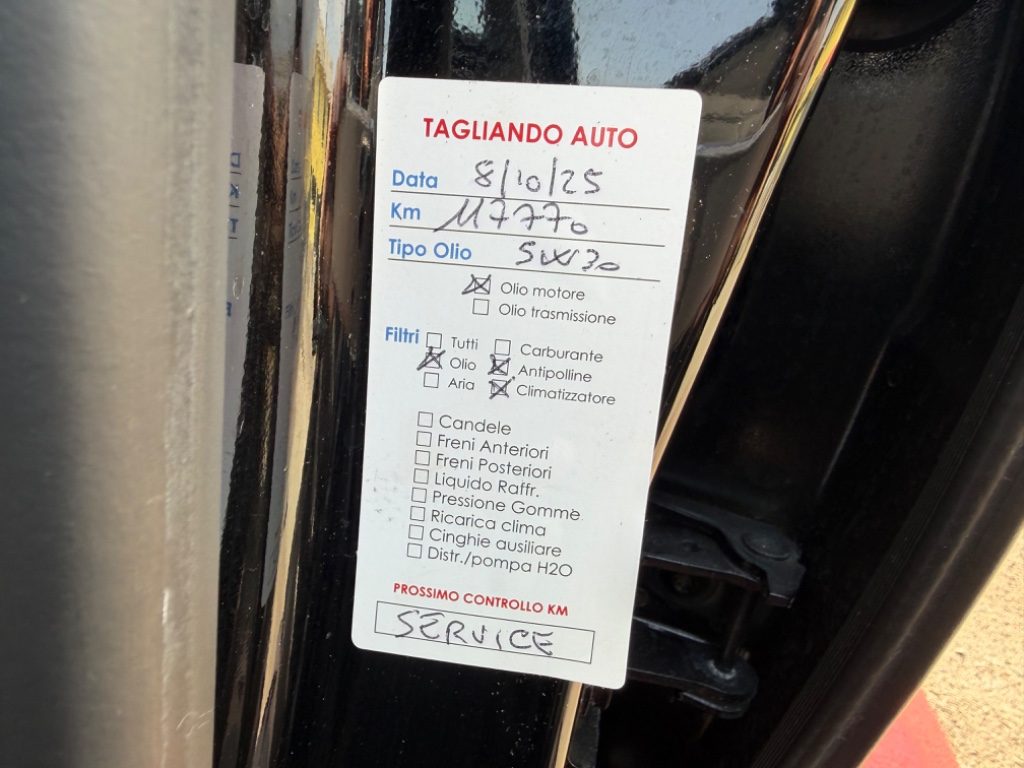 TAGLIANDO AUTO
Data 8/10/25
Km 117770
Tipo Olio 5W30
Olio motore
Olio trasmissione
Filtri Tutti Carburante
Olio Antipolline
Aria Climatizzatore
Candele
Freni Anteriori
Freni Posteriori
Liquido Raffr.
Pressione Gomme
Ricarica clima
Cinghie ausiliare
Distr./pompa H2O
PROSSIMO CONTROLLO KM
SERVICE